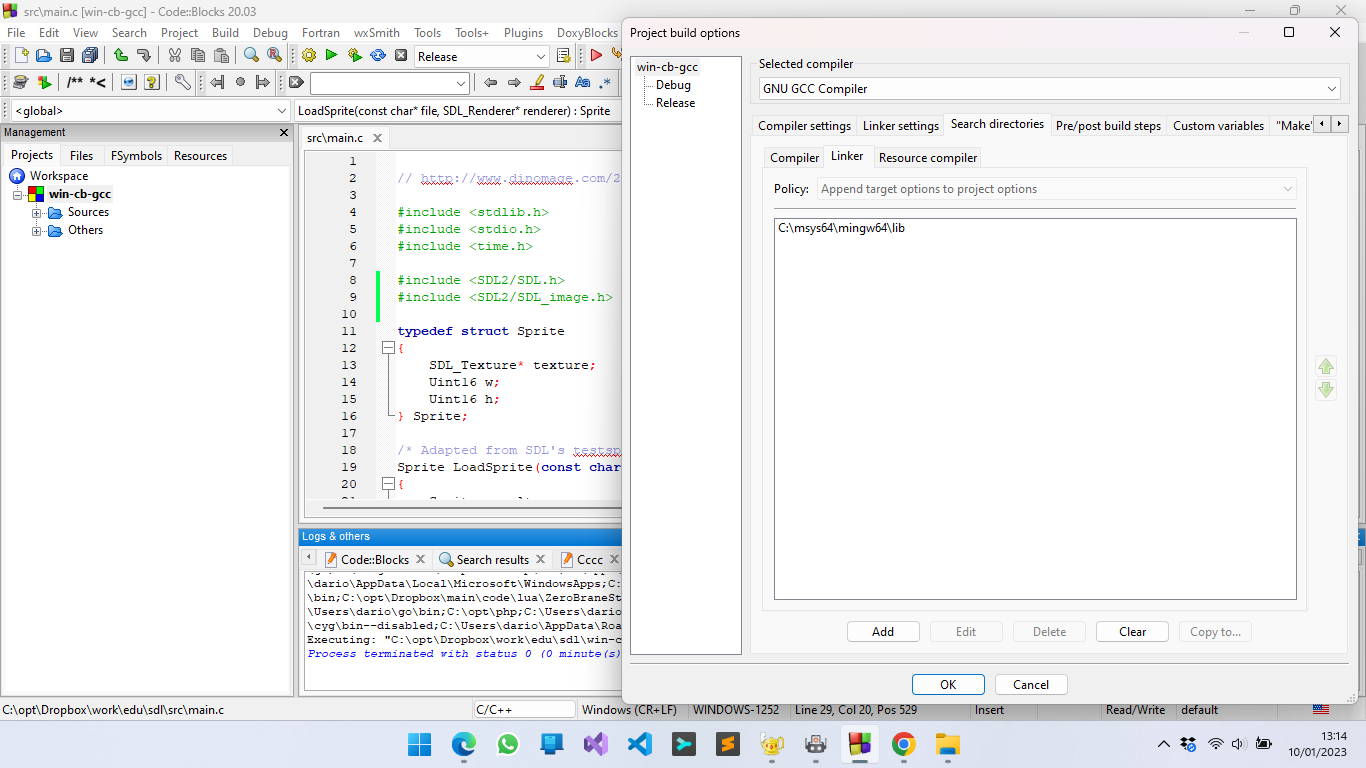 src\main.c [win-cb-gcc] - Code::Blocks 20.03
File Edit View Search Project Build Debug Fortran wxSmith Tools Tools+ Plugins DoxyBlocks
Release
/** *<
<global>
LoadSprite(const char* file, SDL_Renderer* renderer) : Sprite
Management
Projects Files FSymbols Resources
Workspace
win-cb-gcc
Sources
Others
src\main.c
1
2 // http://www.dinomage.com/2
3
4 #include <stdlib.h>
5 #include <stdio.h>
6 #include <time.h>
7
8 #include <SDL2/SDL.h>
9 #include <SDL2/SDL_image.h>
10
11 typedef struct Sprite
12 {
13 SDL_Texture* texture;
14 Uint16 w;
15 Uint16 h;
16 } Sprite;
17
18 /* Adapted from SDL's testsp
19 Sprite LoadSprite(const char
20 {
Logs & others
Code::Blocks Search results Cccc
\dario\AppData\Local\Microsoft\WindowsApps;C:
\bin;C:\opt\Dropbox\main\code\lua\ZeroBraneSt
\Users\dario\go\bin;C:\opt\php;C:\Users\dario
\cyg\bin--disabled;C:\Users\dario\AppData\Roa
Executing: "C:\opt\Dropbox\work\edu\sdl\win-c
Process terminated with status 0 (0 minute(s)
Project build options
win-cb-gcc
Debug
Release
Selected compiler
GNU GCC Compiler
Compiler settings Linker settings Search directories Pre/post build steps Custom variables "Make"
Compiler Linker Resource compiler
Policy: Append target options to project options
C:\msys64\mingw64\lib
Add Edit Delete Clear Copy to...
OK Cancel
C:\opt\Dropbox\work\edu\sdl\src\main.c C/C++ Windows (CR+LF) WINDOWS-1252 Line 29, Col 20, Pos 529 Insert Read/Write default
13:14
10/01/2023